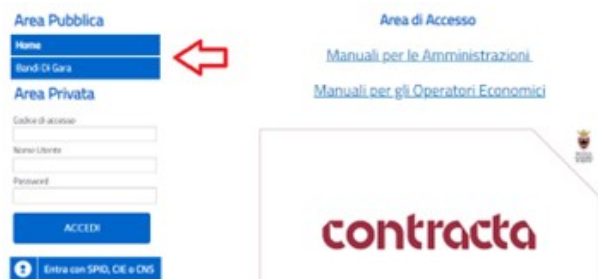 Area Pubblica
Home
Bandi Di Gara
Area Privata
Codice di accesso
Nome Utente
Password
ACCEDI
Entra con SPID, CIE o CNS
Area di Accesso
Manuali per le Amministrazioni
Manuali per gli Operatori Economici
contracta